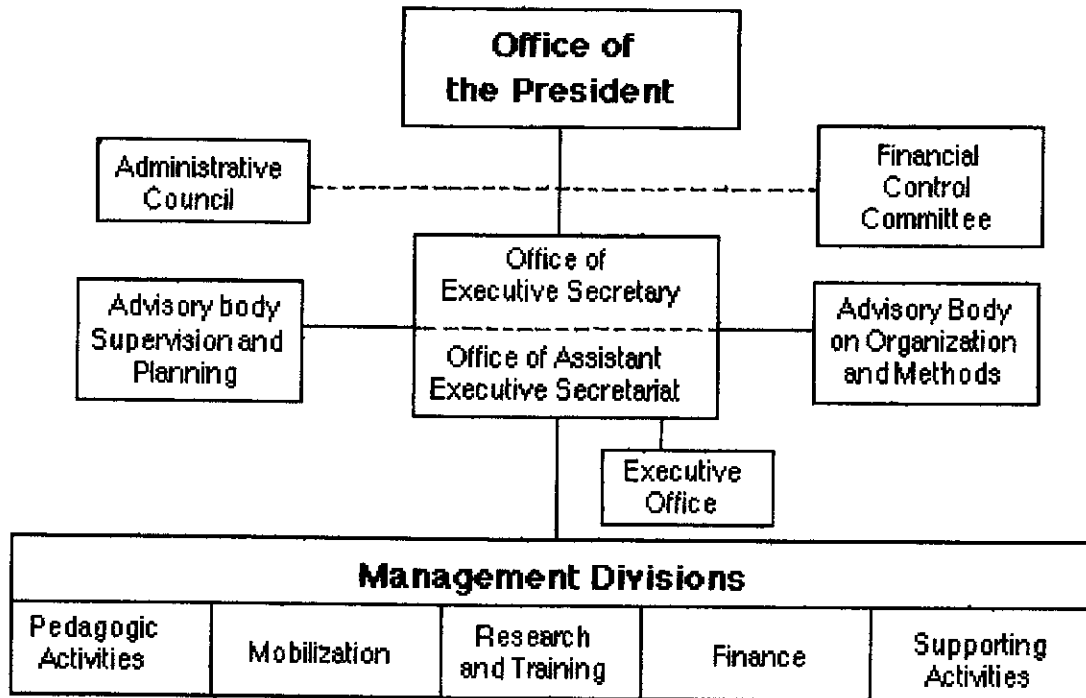 Office of
the President
Administrative
Council
Financial
Control
Committee
Office of
Executive Secretary
Office of Assistant
Executive Secretariat
Advisory body
Supervision and
Planning
Advisory Body
on Organization
and Methods
Executive
Office
Management Divisions
Pedagogic
Activities
Mobilization
Research
and Training
Finance
Supporting
Activities